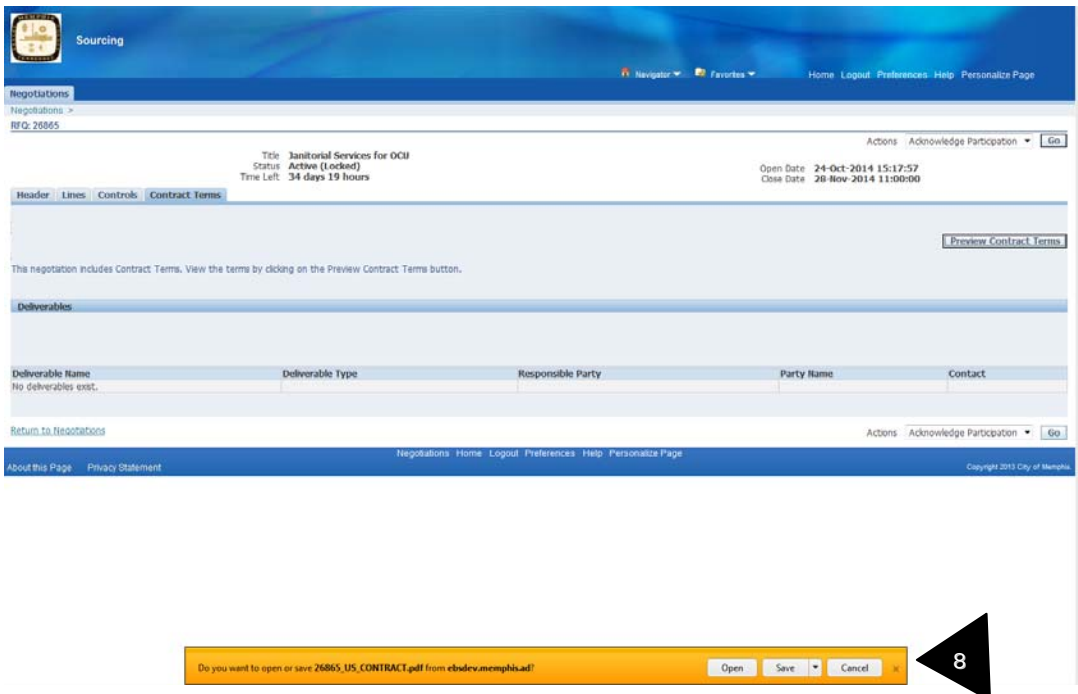 MEMPHIS
Sourcing
Navigator Favorites Home Logout Preferences Help Personalize Page
Negotiations
Negotiations >
RFQ: 26865
Actions Acknowledge Participation Go
Title Janitorial Services for OCU
Status Active (Locked)
Time Left 34 days 19 hours
Open Date 24-Oct-2014 15:17:57
Close Date 28-Nov-2014 11:00:00
Header Lines Controls Contract Terms
Preview Contract Terms
This negotiation includes Contract Terms. View the terms by clicking on the Preview Contract Terms button.
Deliverables
Deliverable Name Deliverable Type Responsible Party Party Name Contact
No deliverables exist.
Return to Negotiations
Actions Acknowledge Participation Go
Negotiations Home Logout Preferences Help Personalize Page
About this Page Privacy Statement
Copyright 2013 City of Memphis.
Do you want to open or save 26865_US_CONTRACT.pdf from ebsdev.memphis.ad?
Open Save Cancel ×
8